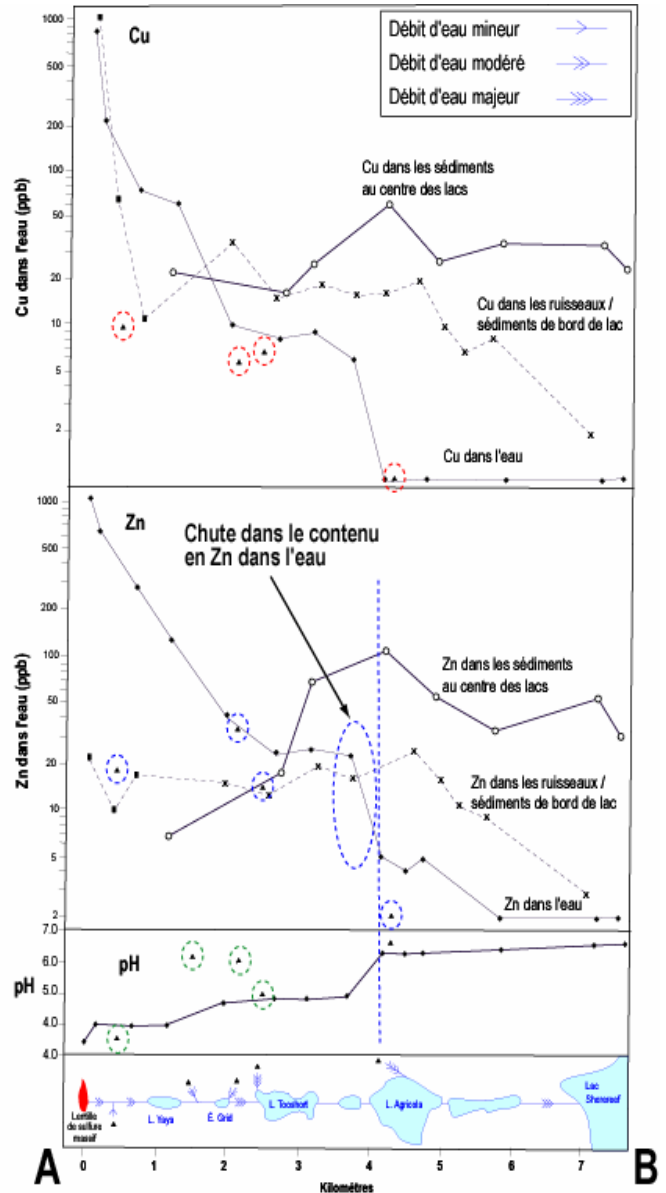 Cu
Débit d'eau mineur
Débit d'eau modéré
Débit d'eau majeur
1000
500
200
100
50
20
10
5
2
Cu dans l'eau (ppb)
Cu dans les sédiments
au centre des lacs
Cu dans les ruisseaux /
sédiments de bord de lac
Cu dans l'eau
Zn
1000
500
200
100
50
20
10
5
2
Zn dans l'eau (ppb)
Chute dans le contenu
en Zn dans l'eau
Zn dans les sédiments
au centre des lacs
Zn dans les ruisseaux /
sédiments de bord de lac
Zn dans l'eau
7.0
6.0
5.0
4.0
4.0
pH
pH
Lentille
de sulfure
massif
L. Yaya
É. Grid
L. Tooshort
L. Agricola
Lac
Sherereef
A
0
1
2
3
4
5
6
7
B
Kilométres